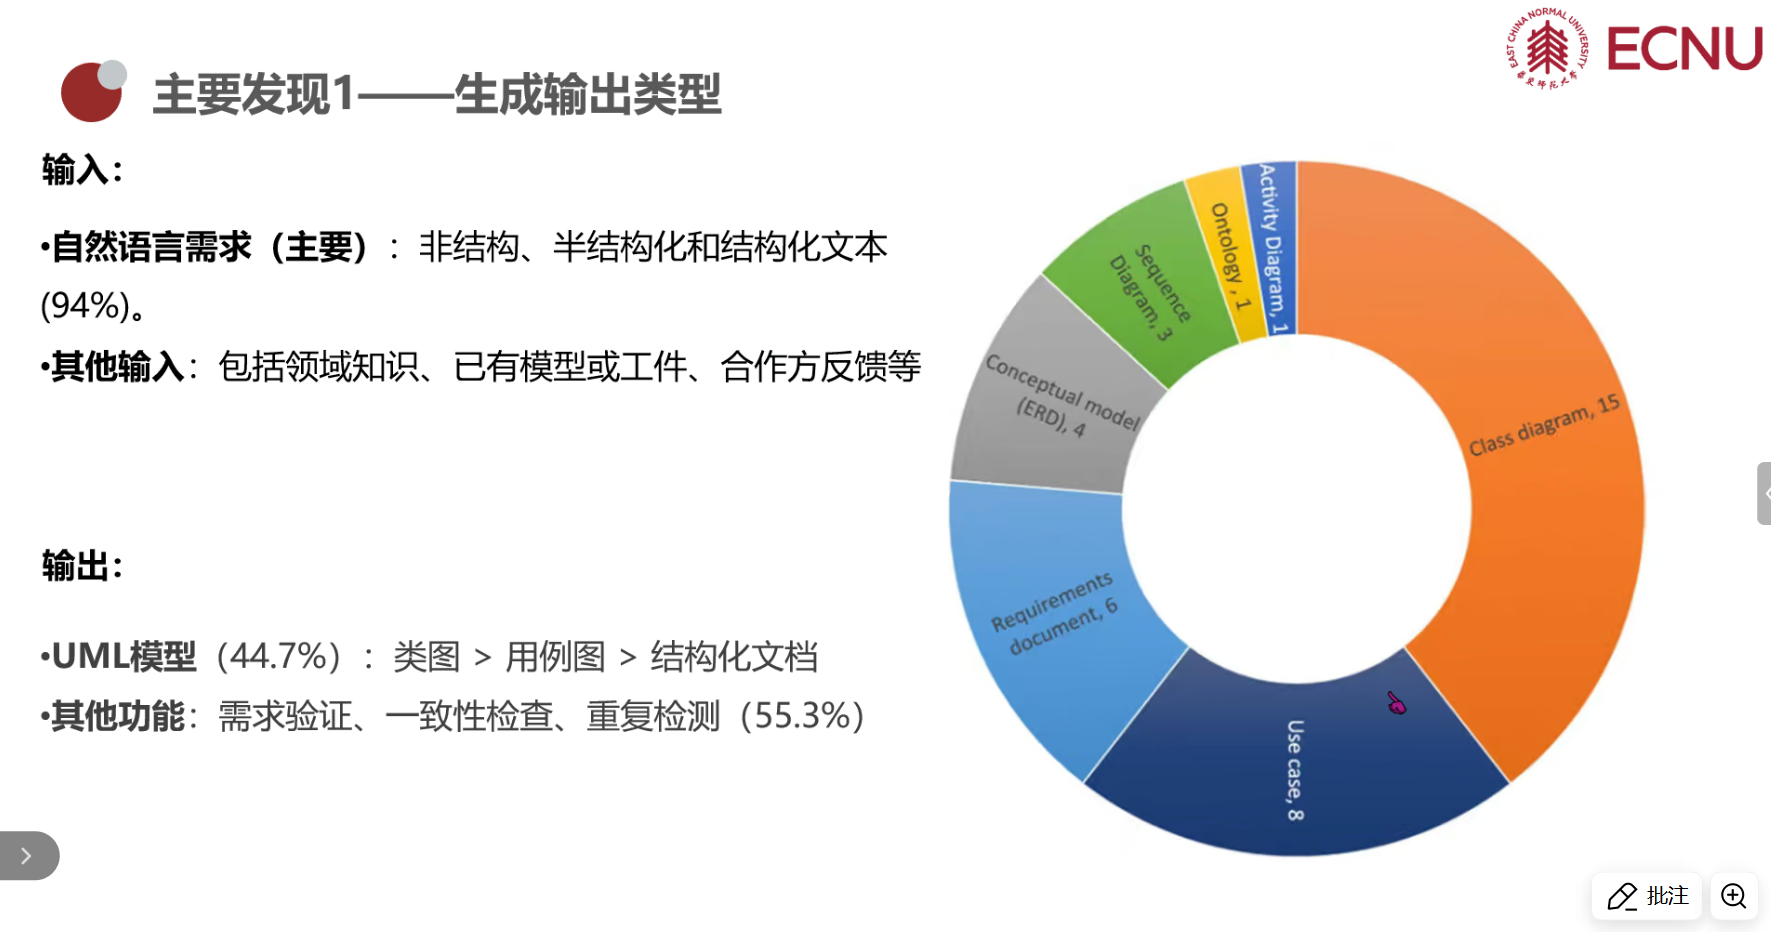 EAST CHINA NORMAL UNIVERSITY
华东师范大学
ECNU
主要发现1——生成输出类型
输入：
•自然语言需求（主要）：非结构、半结构化和结构化文本
(94%)。
•其他输入：包括领域知识、已有模型或工件、合作方反馈等
输出：
•UML模型（44.7%）：类图 > 用例图 > 结构化文档
•其他功能：需求验证、一致性检查、重复检测（55.3%）
Class diagram, 15
Use case, 8
Requirements
document, 6
Conceptual model
(ERD), 4
Sequence
Diagram, 3
Ontology , 1
Activity Diagram, 1
批注